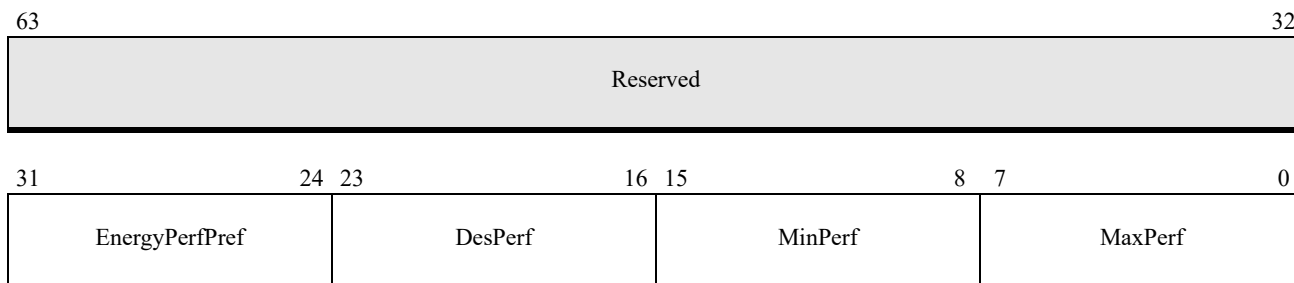 63 32
Reserved
31 24 23 16 15 8 7 0
EnergyPerfPref DesPerf MinPerf MaxPerf